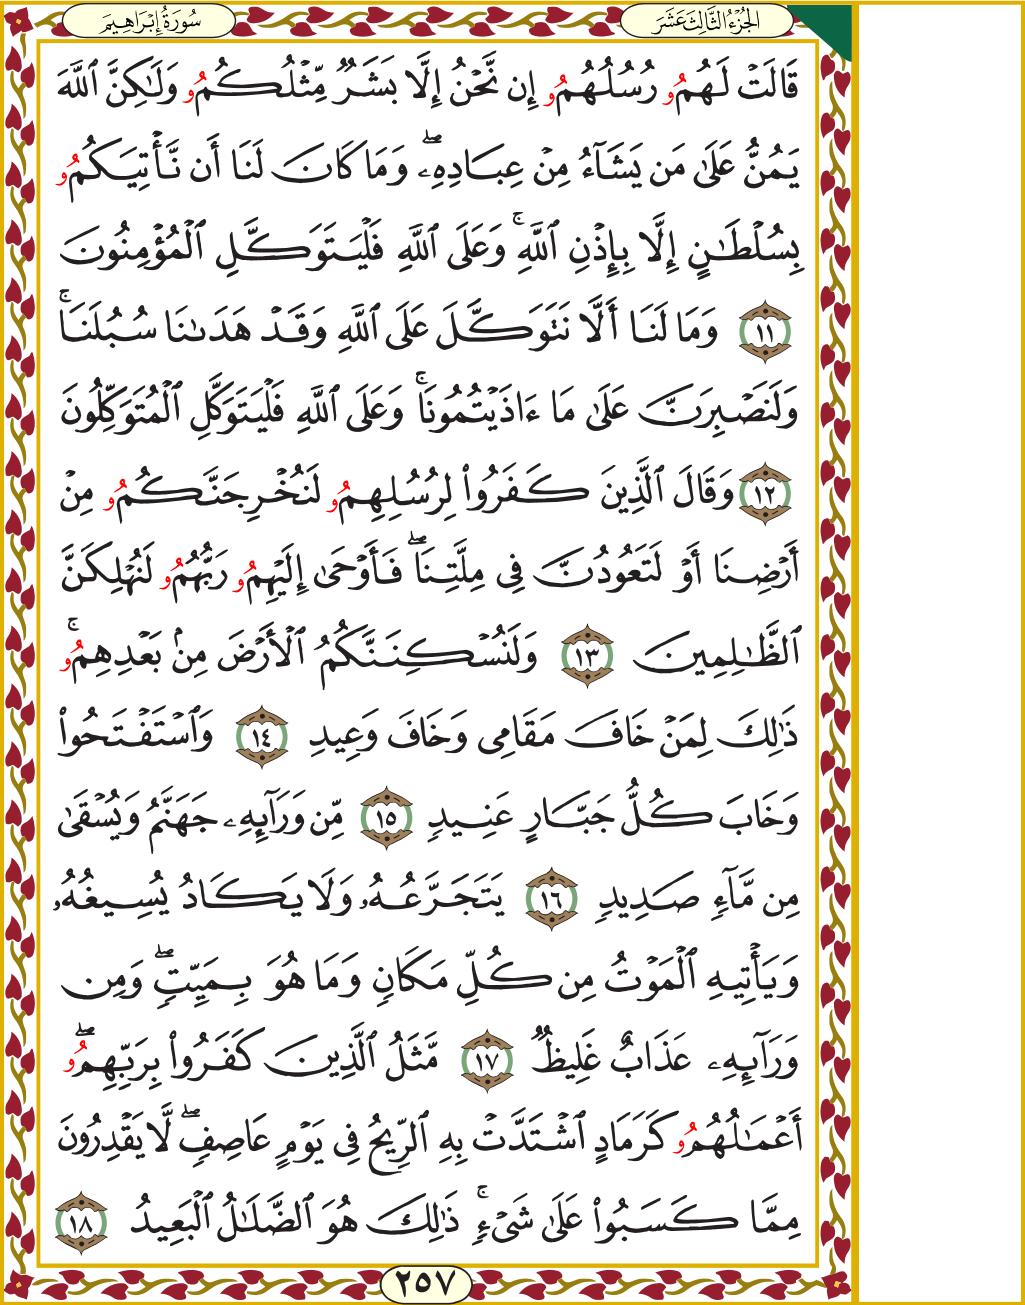 سُورَةُ إِبْرَاهِيم
الجُزْءُ الثَّالِثَ عَشَرَ
قَالَتْ لَهُمُو رُسُلُهُمُو إِن نَّحْنُ إِلَّا بَشَرٌ مِّثْلُكُمُو وَلَٰكِنَّ ٱللَّهَ
يَمُنُّ عَلَىٰ مَن يَشَآءُ مِنْ عِبَادِهِۦۖ وَمَا كَانَ لَنَا أَن نَّأْتِيَكُمُو
بِسُلْطَٰنٍ إِلَّا بِإِذْنِ ٱللَّهِۚ وَعَلَى ٱللَّهِ فَلْيَتَوَكَّلِ ٱلْمُؤْمِنُونَ
١١ وَمَا لَنَا أَلَّا نَتَوَكَّلَ عَلَى ٱللَّهِ وَقَدْ هَدَىٰنَا سُبُلَنَاۚ
وَلَنَصْبِرَنَّ عَلَىٰ مَا ءَاذَيْتُمُونَاۚ وَعَلَى ٱللَّهِ فَلْيَتَوَكَّلِ ٱلْمُتَوَكِّلُونَ
١٢ وَقَالَ ٱلَّذِينَ كَفَرُوا۟ لِرُسُلِهِمُو لَنُخْرِجَنَّكُمُو مِنْ
أَرْضِنَا أَوْ لَتَعُودُنَّ فِى مِلَّتِنَاۖ فَأَوْحَىٰ إِلَيْهِمُو رَبُّهُمُو لَنُهْلِكَنَّ
ٱلظَّٰلِمِينَ ١٣ وَلَنُسْكِنَنَّكُمُ ٱلْأَرْضَ مِنۢ بَعْدِهِمُوۚ
ذَٰلِكَ لِمَنْ خَافَ مَقَامِى وَخَافَ وَعِيدِ ١٤ وَٱسْتَفْتَحُوا۟
وَخَابَ كُلُّ جَبَّارٍ عَنِيدٍ ١٥ مِّن وَرَآئِهِۦ جَهَنَّمُ وَيُسْقَىٰ
مِن مَّآءٍ صَدِيدٍ ١٦ يَتَجَرَّعُهُۥ وَلَا يَكَادُ يُسِيغُهُۥ
وَيَأْتِيهِ ٱلْمَوْتُ مِن كُلِّ مَكَانٍ وَمَا هُوَ بِمَيِّتٍۖ وَمِن
وَرَآئِهِۦ عَذَابٌ غَلِيظٌ ١٧ مَّثَلُ ٱلَّذِينَ كَفَرُوا۟ بِرَبِّهِمُوۖ
أَعْمَٰلُهُمُو كَرَمَادٍ ٱشْتَدَّتْ بِهِ ٱلرِّيحُ فِى يَوْمٍ عَاصِفٍۖ لَّا يَقْدِرُونَ
مِمَّا كَسَبُوا۟ عَلَىٰ شَىْءٍۚ ذَٰلِكَ هُوَ ٱلضَّلَٰلُ ٱلْبَعِيدُ ١٨
٢٥٧